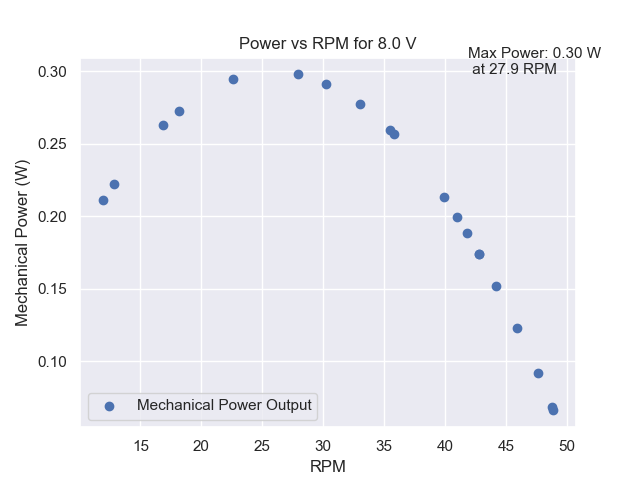 Power vs RPM for 8.0 V
Max Power: 0.30 W
at 27.9 RPM
Mechanical Power (W)
0.30
0.25
0.20
0.15
0.10
Mechanical Power Output
15 20 25 30 35 40 45 50
RPM